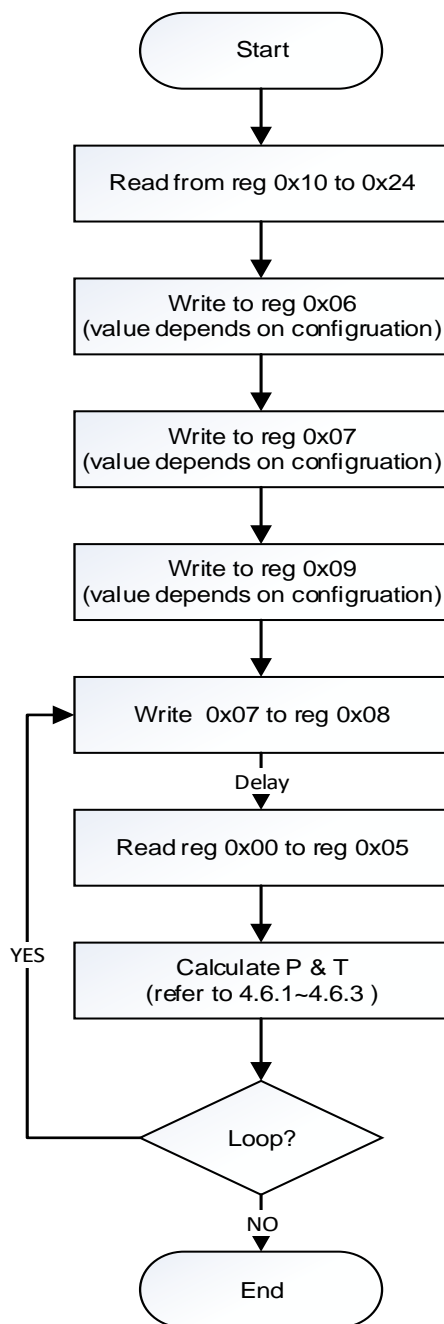 Start
Read from reg 0x10 to 0x24
Write to reg 0x06
(value depends on configruation)
Write to reg 0x07
(value depends on configruation)
Write to reg 0x09
(value depends on configruation)
Write 0x07 to reg 0x08
Delay
Read reg 0x00 to reg 0x05
YES
Calculate P & T
(refer to 4.6.1~4.6.3 )
Loop?
NO
End